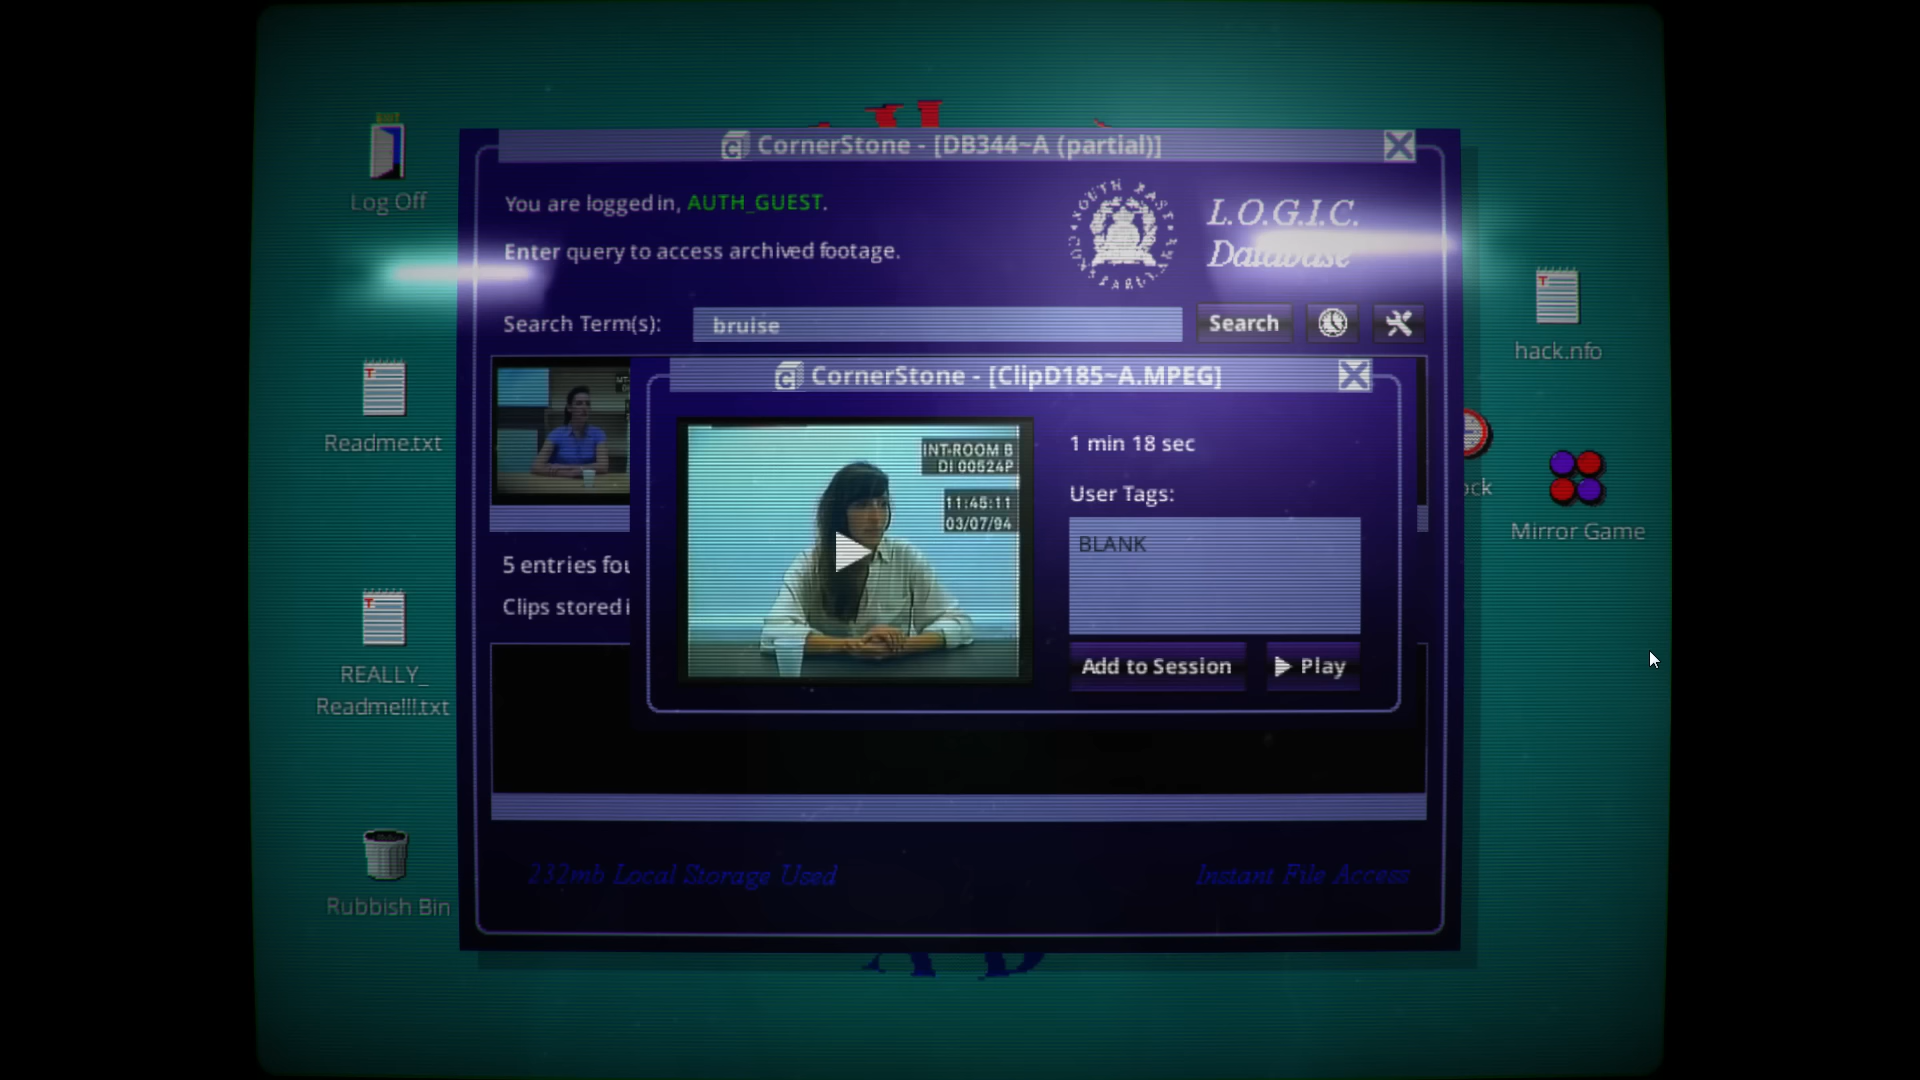 CornerStone - [DB344~A (partial)]
You are logged in, AUTH_GUEST.
Enter query to access archived footage.
L.O.G.I.C.
Database
Search Term(s):
bruise
Search
CornerStone - [ClipD185~A.MPEG]
INT-ROOM B
DI 00524P
11:45:11
03/07/94
1 min 18 sec
User Tags:
BLANK
Add to Session
Play
5 entries fou
Clips stored i
232mb Local Storage Used
Instant File Access
Log Off
Readme.txt
REALLY_
Readme!!!.txt
Rubbish Bin
hack.nfo
ock
Mirror Game